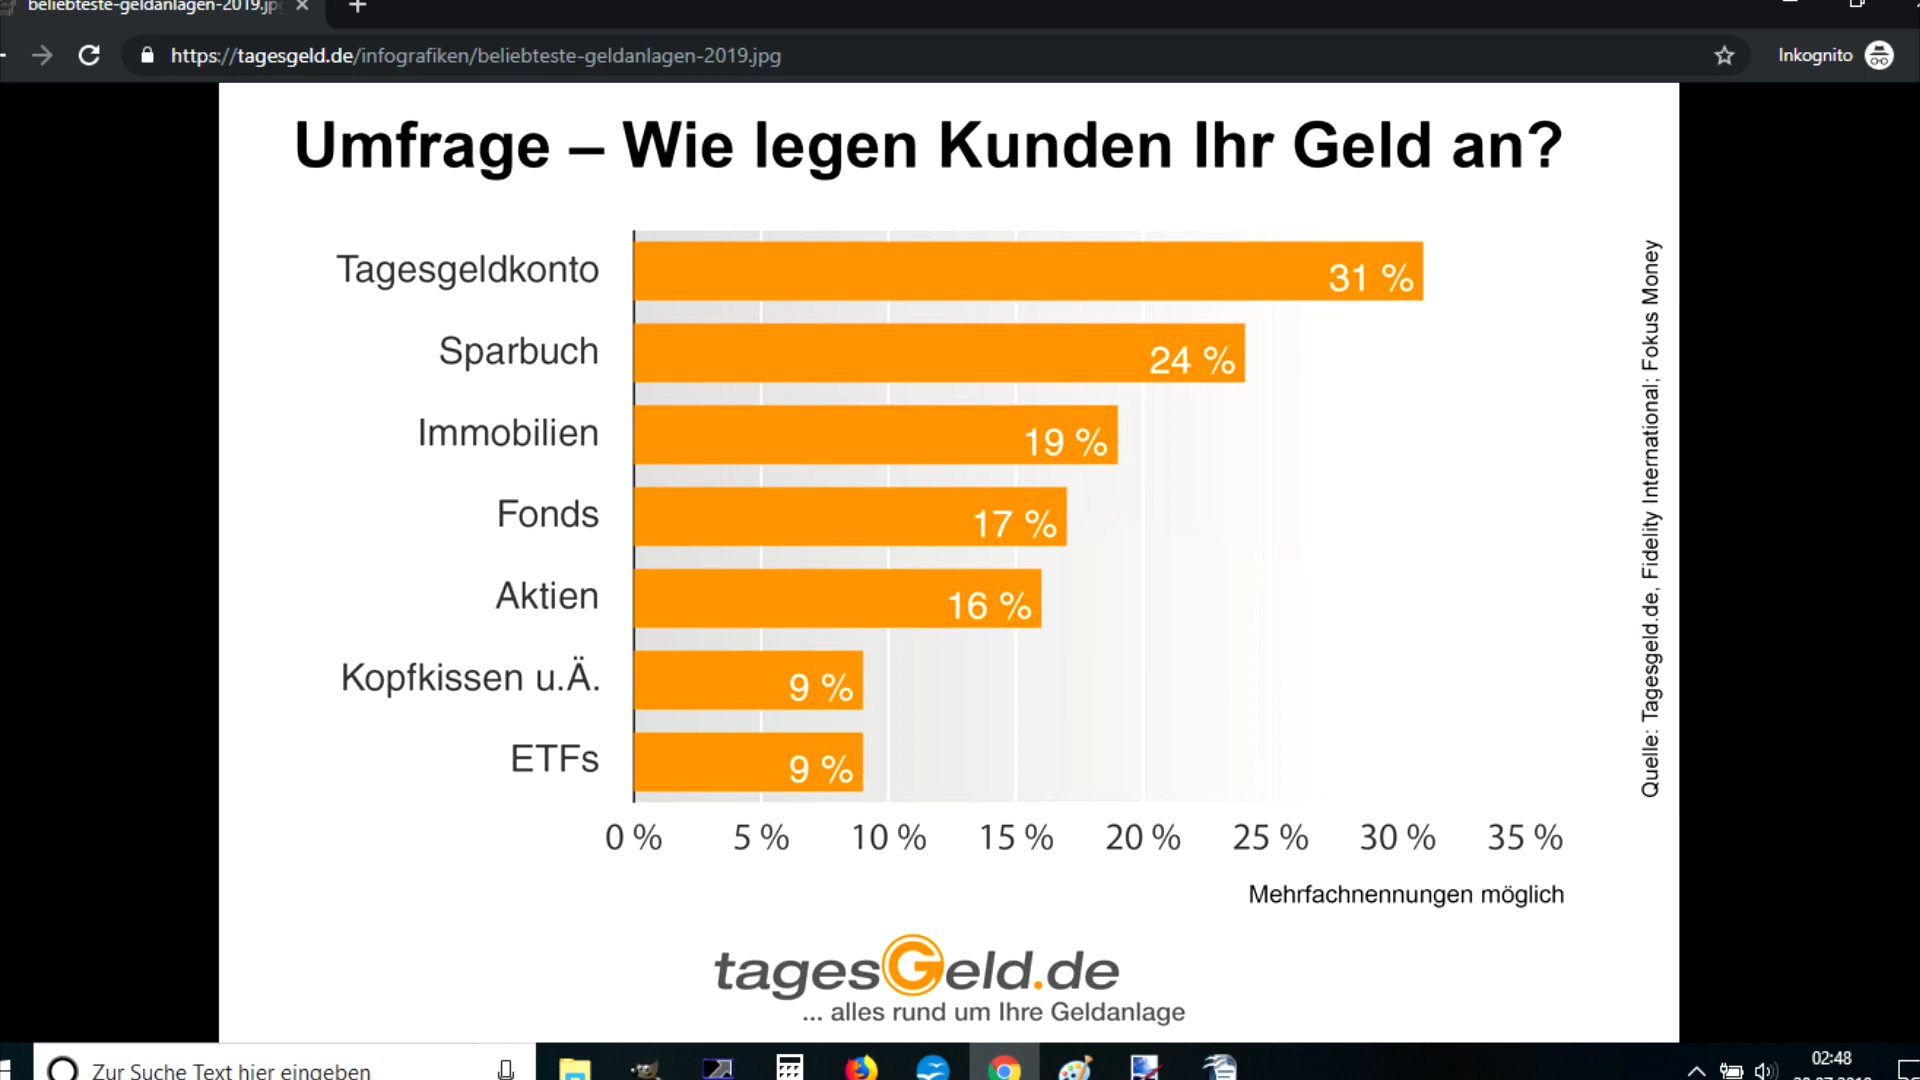 beliebteste-geldanlagen-2019.jp
https://tagesgeld.de/infografiken/beliebteste-geldanlagen-2019.jpg
Inkognito
Umfrage – Wie legen Kunden Ihr Geld an?
Tagesgeldkonto 31 %
Sparbuch 24 %
Immobilien 19 %
Fonds 17 %
Aktien 16 %
Kopfkissen u.Ä. 9 %
ETFs 9 %
0 % 5 % 10 % 15 % 20 % 25 % 30 % 35 %
Mehrfachnennungen möglich
Quelle: Tagesgeld.de, Fidelity International; Fokus Money
tagesGeld.de
... alles rund um Ihre Geldanlage
Zur Suche Text hier eingeben
02:48